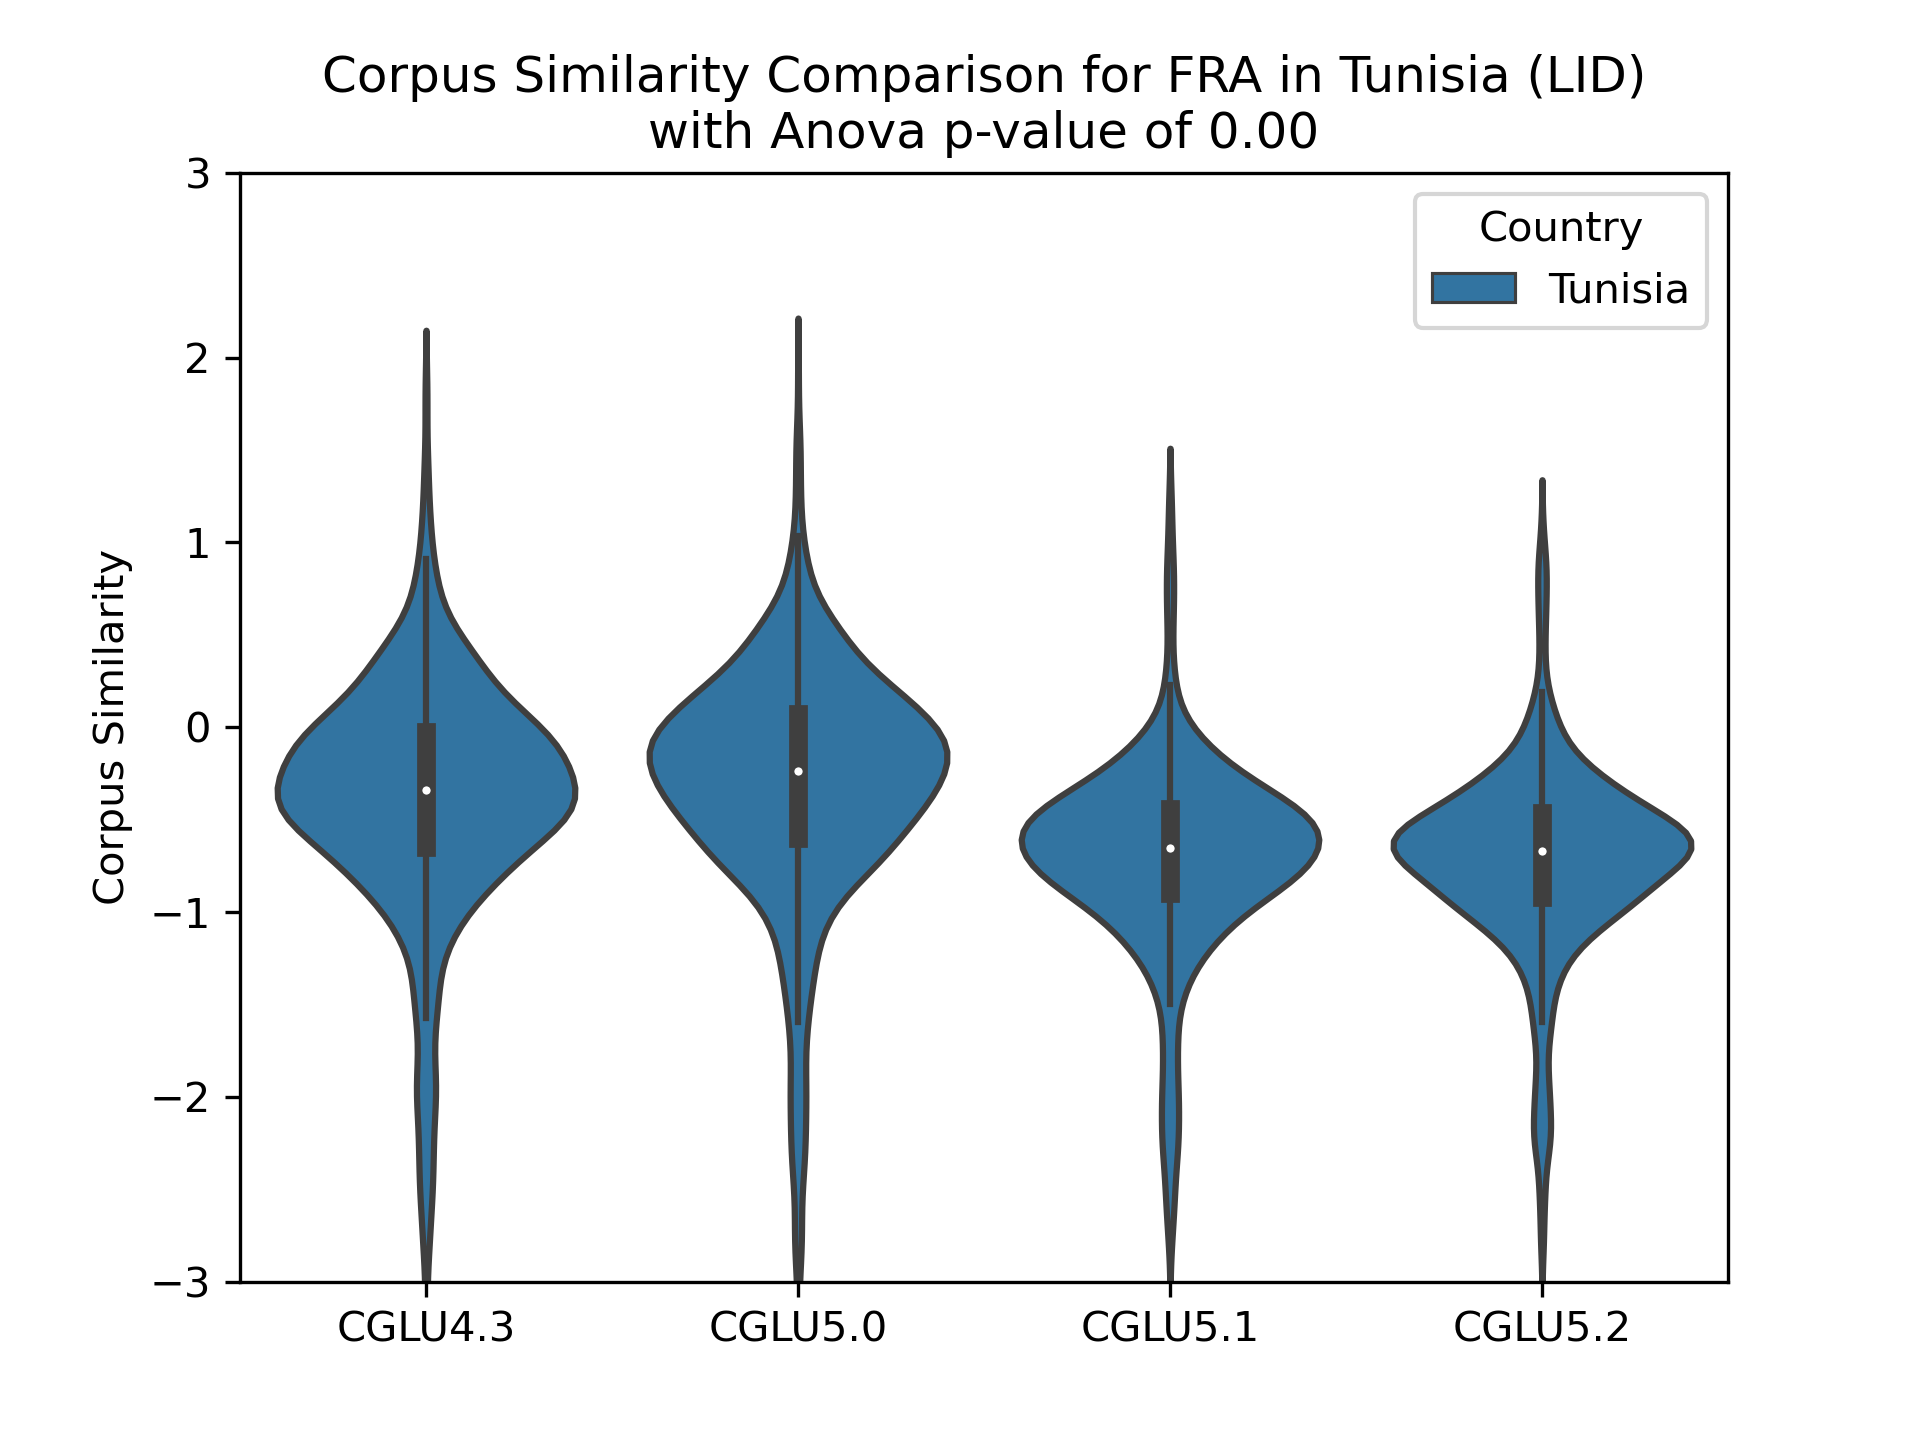 Corpus Similarity Comparison for FRA in Tunisia (LID)
with Anova p-value of 0.00
Country
Tunisia
Corpus Similarity
3
2
1
0
−1
−2
−3
CGLU4.3
CGLU5.0
CGLU5.1
CGLU5.2